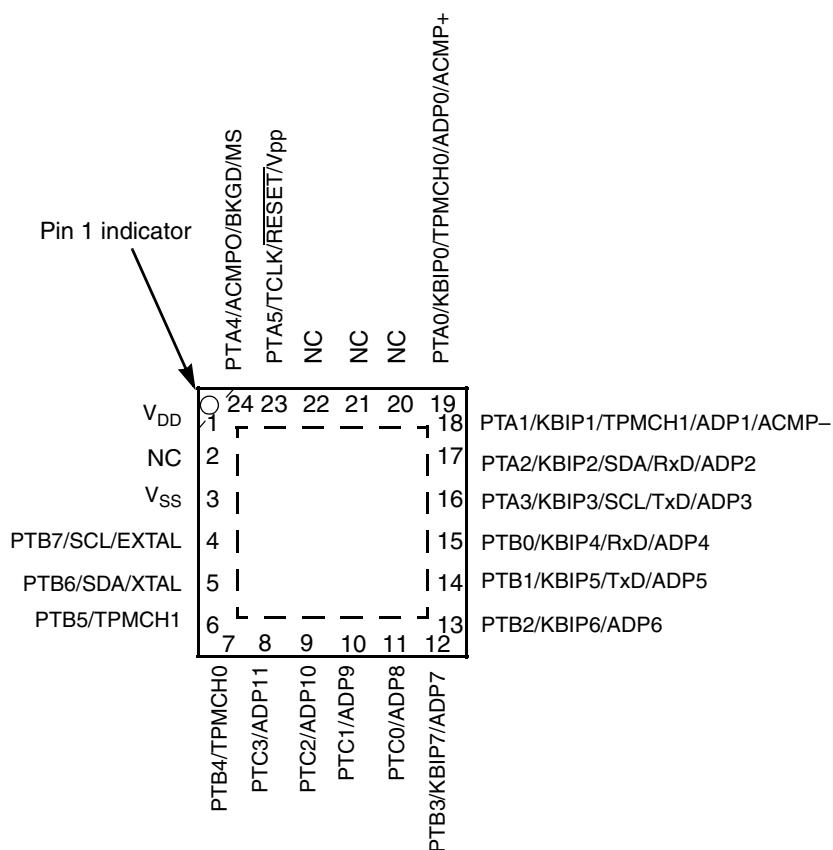 Pin 1 indicator
PTA4/ACMPO/BKGD/MS
PTA5/TCLK/RESET/Vpp
NC
NC
NC
PTA0/KBIP0/TPMCH0/ADP0/ACMP+
24
23
22
21
20
19
VDD
1
18
PTA1/KBIP1/TPMCH1/ADP1/ACMP–
NC
2
17
PTA2/KBIP2/SDA/RxD/ADP2
VSS
3
16
PTA3/KBIP3/SCL/TxD/ADP3
PTB7/SCL/EXTAL
4
15
PTB0/KBIP4/RxD/ADP4
PTB6/SDA/XTAL
5
14
PTB1/KBIP5/TxD/ADP5
PTB5/TPMCH1
6
13
PTB2/KBIP6/ADP6
7
8
9
10
11
12
PTB4/TPMCH0
PTC3/ADP11
PTC2/ADP10
PTC1/ADP9
PTC0/ADP8
PTB3/KBIP7/ADP7